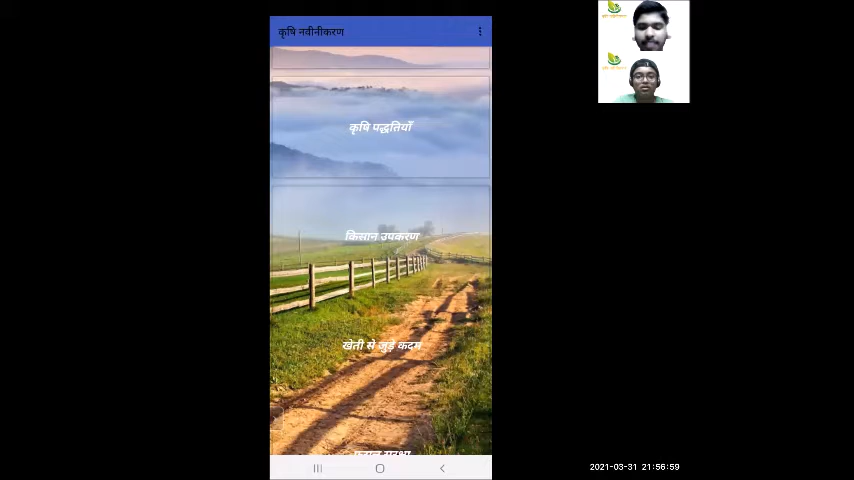 कृषि नवीनीकरण
कृषि पद्धतियाँ
किसान उपकरण
खेती से जुड़े कदम
2021-03-31 21:56:59